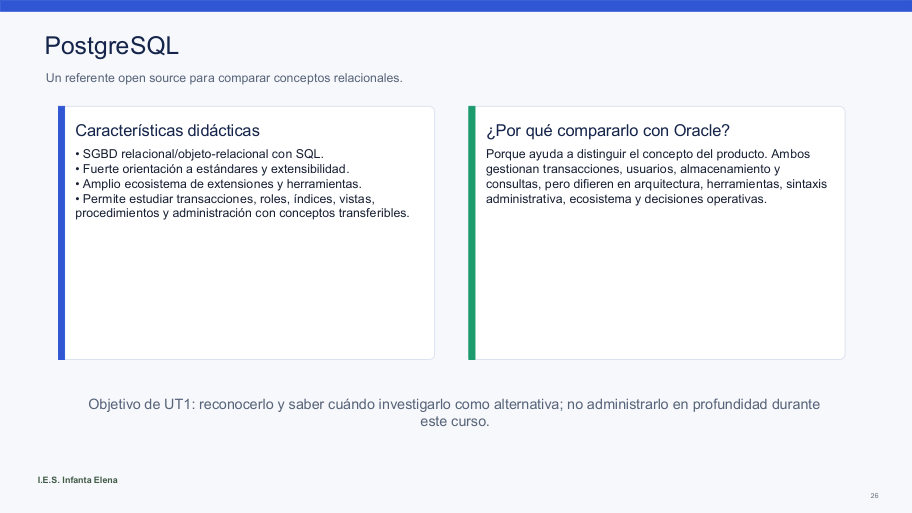 PostgreSQL
Un referente open source para comparar conceptos relacionales.
Características didácticas
• SGBD relacional/objeto-relacional con SQL.
• Fuerte orientación a estándares y extensibilidad.
• Amplio ecosistema de extensiones y herramientas.
• Permite estudiar transacciones, roles, índices, vistas,
procedimientos y administración con conceptos transferibles.
¿Por qué compararlo con Oracle?
Porque ayuda a distinguir el concepto del producto. Ambos
gestionan transacciones, usuarios, almacenamiento y
consultas, pero difieren en arquitectura, herramientas, sintaxis
administrativa, ecosistema y decisiones operativas.
Objetivo de UT1: reconocerlo y saber cuándo investigarlo como alternativa; no administrarlo en profundidad durante
este curso.
I.E.S. Infanta Elena
26